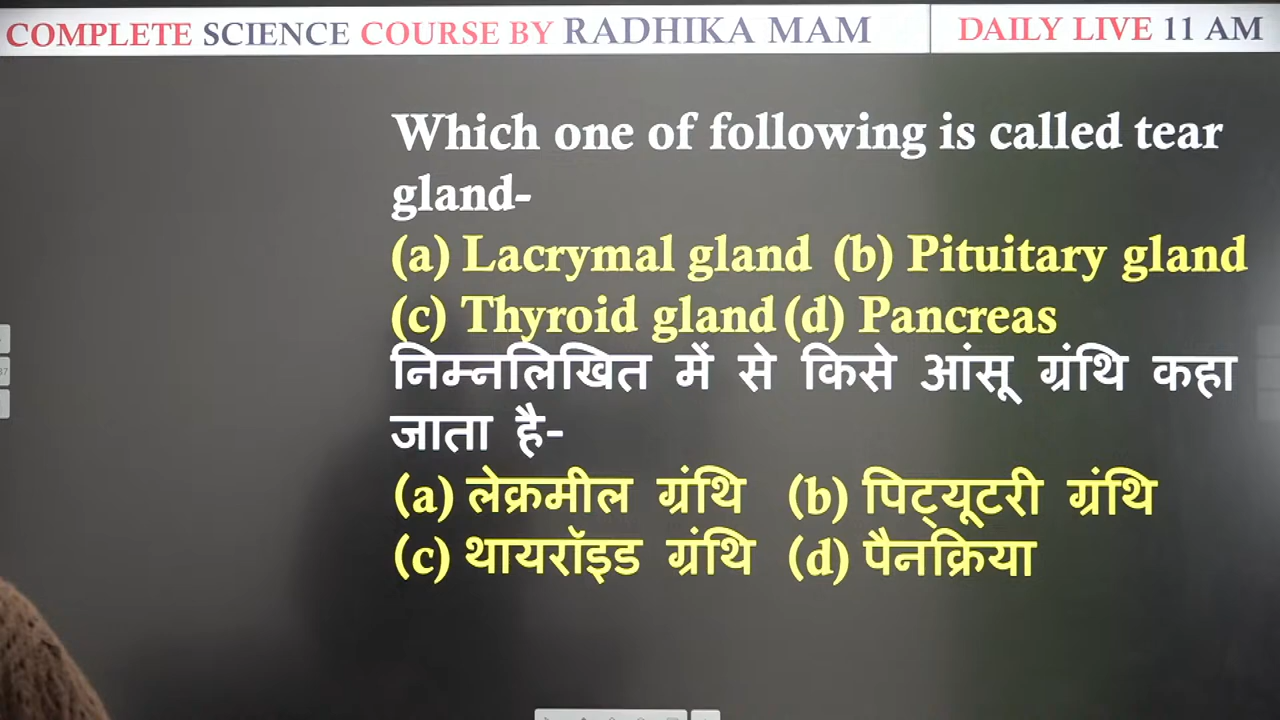 COMPLETE SCIENCE COURSE BY RADHIKA MAM DAILY LIVE 11 AM
Which one of following is called tear
gland-
(a) Lacrymal gland (b) Pituitary gland
(c) Thyroid gland (d) Pancreas
निम्नलिखित में से किसे आंसू ग्रंथि कहा
जाता है-
(a) लेक्रमील ग्रंथि (b) पिट्यूटरी ग्रंथि
(c) थायरॉइड ग्रंथि (d) पैनक्रिया